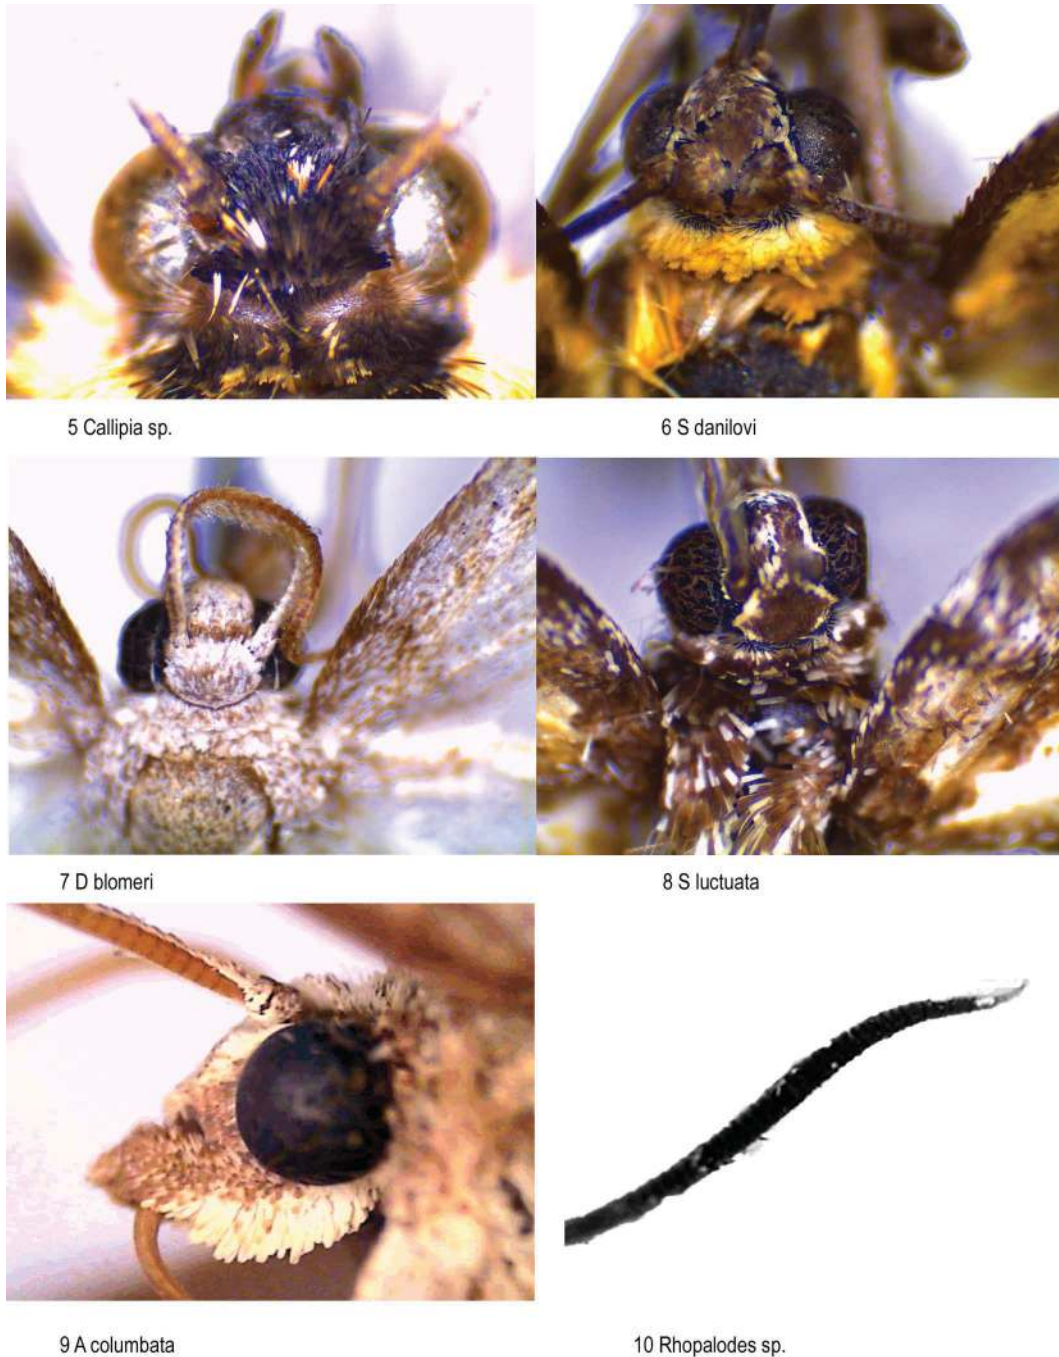 5 Callipia sp.
6 S danilovi
7 D blomeri
8 S luctuata
9 A columbata
10 Rhopalodes sp.